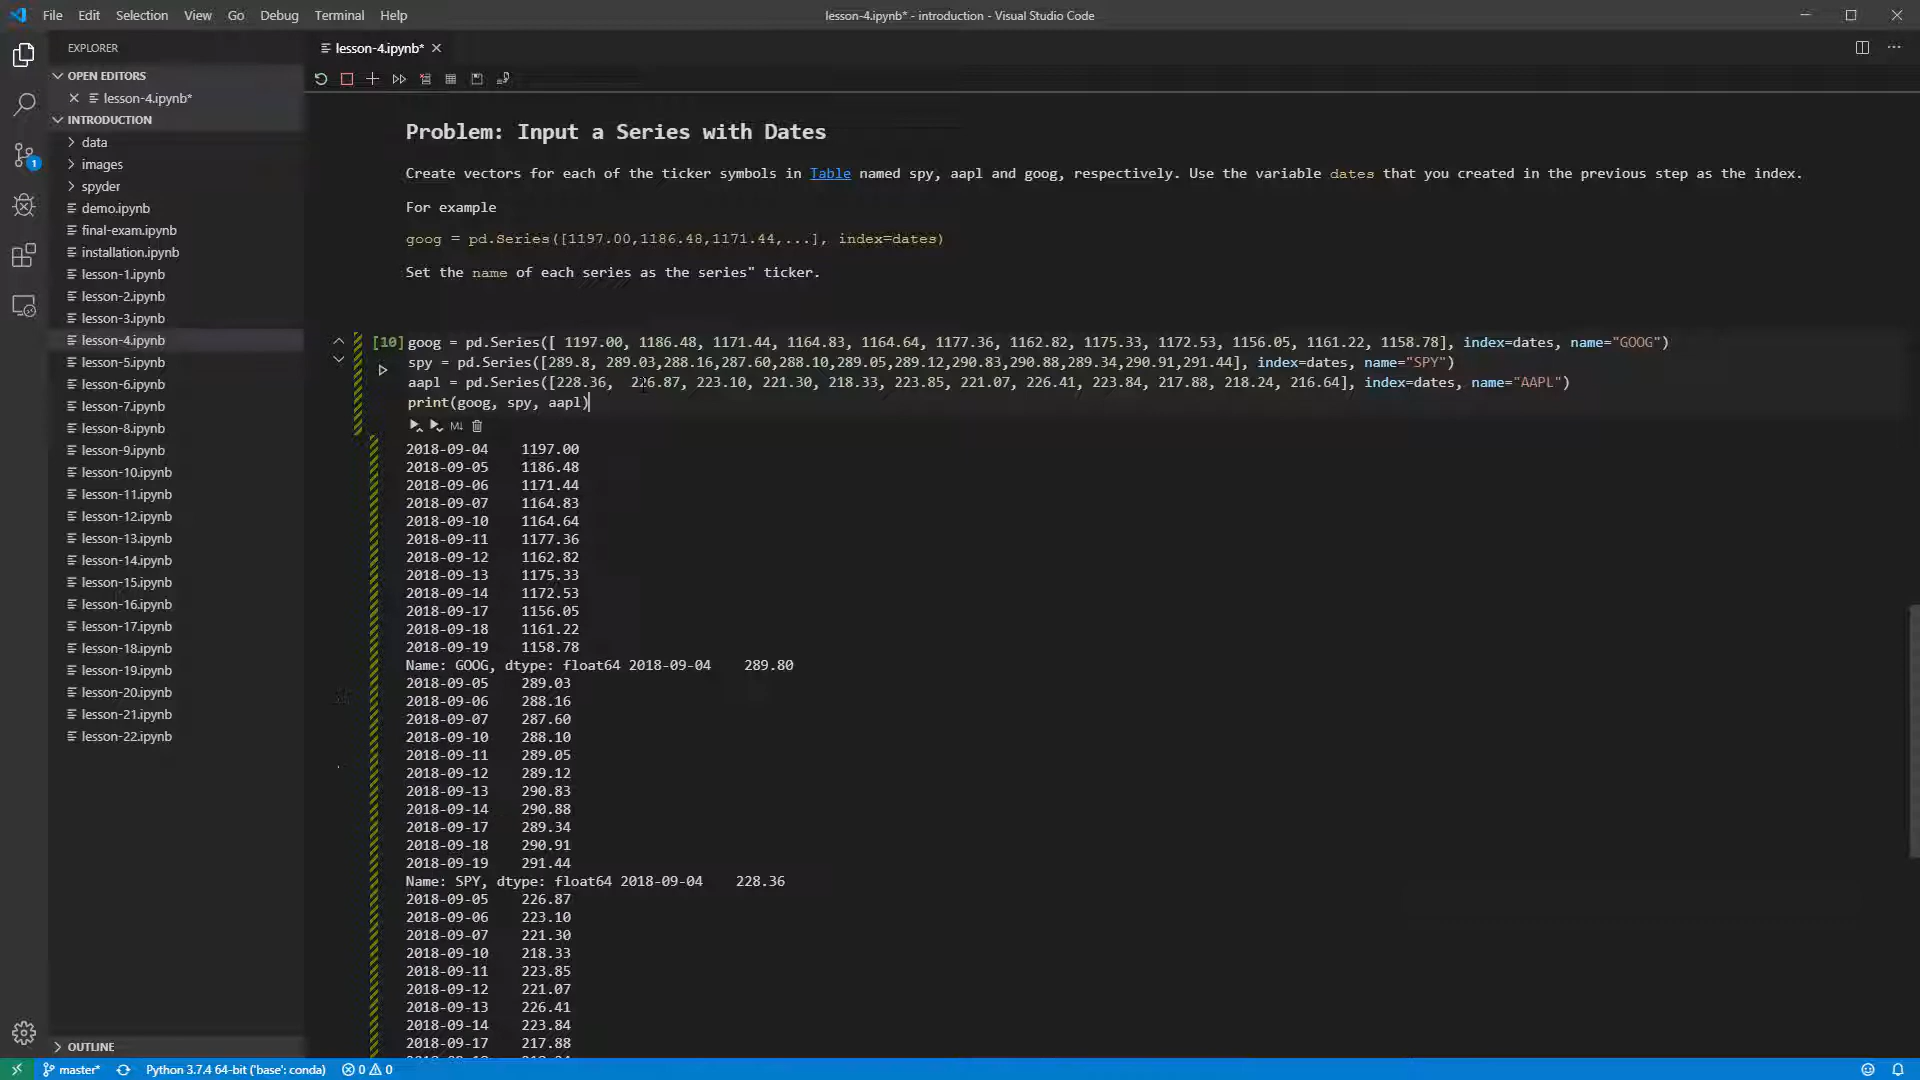 File Edit Selection View Go Debug Terminal Help
lesson-4.ipynb* - introduction - Visual Studio Code
EXPLORER
OPEN EDITORS
lesson-4.ipynb*
INTRODUCTION
data
images
spyder
demo.ipynb
final-exam.ipynb
installation.ipynb
lesson-1.ipynb
lesson-2.ipynb
lesson-3.ipynb
lesson-4.ipynb
lesson-5.ipynb
lesson-6.ipynb
lesson-7.ipynb
lesson-8.ipynb
lesson-9.ipynb
lesson-10.ipynb
lesson-11.ipynb
lesson-12.ipynb
lesson-13.ipynb
lesson-14.ipynb
lesson-15.ipynb
lesson-16.ipynb
lesson-17.ipynb
lesson-18.ipynb
lesson-19.ipynb
lesson-20.ipynb
lesson-21.ipynb
lesson-22.ipynb
OUTLINE
lesson-4.ipynb*
Problem: Input a Series with Dates
Create vectors for each of the ticker symbols in Table named spy, aapl and goog, respectively. Use the variable dates that you created in the previous step as the index.
For example
goog = pd.Series([1197.00,1186.48,1171.44,...], index=dates)
Set the name of each series as the series" ticker.
[10] goog = pd.Series([ 1197.00, 1186.48, 1171.44, 1164.83, 1164.64, 1177.36, 1162.82, 1175.33, 1172.53, 1156.05, 1161.22, 1158.78], index=dates, name="GOOG")
spy = pd.Series([289.8, 289.03,288.16,287.60,288.10,289.05,289.12,290.83,290.88,289.34,290.91,291.44], index=dates, name="SPY")
aapl = pd.Series([228.36,  226.87, 223.10, 221.30, 218.33, 223.85, 221.07, 226.41, 223.84, 217.88, 218.24, 216.64], index=dates, name="AAPL")
print(goog, spy, aapl)
M↓
2018-09-04    1197.00
2018-09-05    1186.48
2018-09-06    1171.44
2018-09-07    1164.83
2018-09-10    1164.64
2018-09-11    1177.36
2018-09-12    1162.82
2018-09-13    1175.33
2018-09-14    1172.53
2018-09-17    1156.05
2018-09-18    1161.22
2018-09-19    1158.78
Name: GOOG, dtype: float64 2018-09-04    289.80
2018-09-05    289.03
2018-09-06    288.16
2018-09-07    287.60
2018-09-10    288.10
2018-09-11    289.05
2018-09-12    289.12
2018-09-13    290.83
2018-09-14    290.88
2018-09-17    289.34
2018-09-18    290.91
2018-09-19    291.44
Name: SPY, dtype: float64 2018-09-04    228.36
2018-09-05    226.87
2018-09-06    223.10
2018-09-07    221.30
2018-09-10    218.33
2018-09-11    223.85
2018-09-12    221.07
2018-09-13    226.41
2018-09-14    223.84
2018-09-17    217.88
1
master* Python 3.7.4 64-bit ('base': conda) 0 0